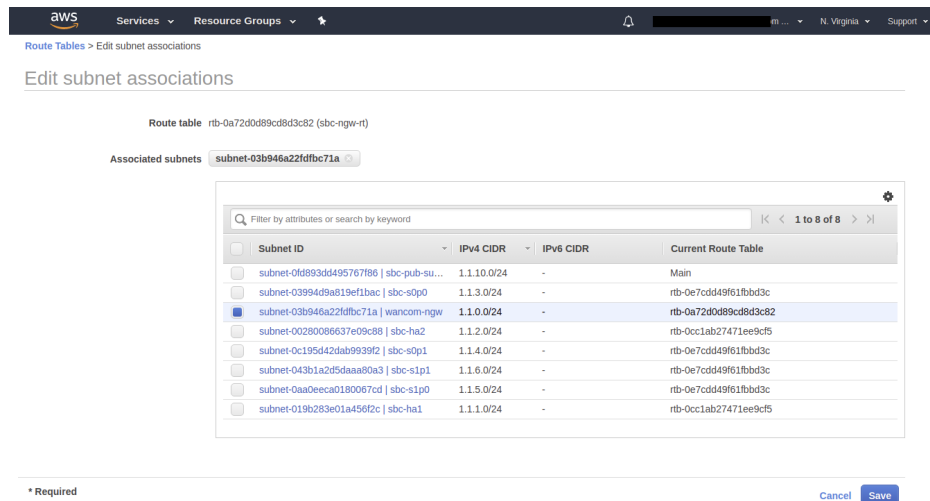 aws Services Resource Groups m ... N. Virginia Support
Route Tables > Edit subnet associations
Edit subnet associations
Route table rtb-0a72d0d89cd8d3c82 (sbc-ngw-rt)
Associated subnets subnet-03b946a22fdfbc71a
Filter by attributes or search by keyword 1 to 8 of 8
Subnet ID IPv4 CIDR IPv6 CIDR Current Route Table
subnet-0fd893dd495767f86 | sbc-pub-su... 1.1.10.0/24 - Main
subnet-03994d9a819ef1bac | sbc-s0p0 1.1.3.0/24 - rtb-0e7cdd49f61fbbd3c
subnet-03b946a22fdfbc71a | wancom-ngw 1.1.0.0/24 - rtb-0a72d0d89cd8d3c82
subnet-00280086637e09c88 | sbc-ha2 1.1.2.0/24 - rtb-0cc1ab27471ee9cf5
subnet-0c195d42dab9939f2 | sbc-s0p1 1.1.4.0/24 - rtb-0e7cdd49f61fbbd3c
subnet-043b1a2d5daaa80a3 | sbc-s1p1 1.1.6.0/24 - rtb-0e7cdd49f61fbbd3c
subnet-0aa0eeca0180067cd | sbc-s1p0 1.1.5.0/24 - rtb-0e7cdd49f61fbbd3c
subnet-019b283e01a456f2c | sbc-ha1 1.1.1.0/24 - rtb-0cc1ab27471ee9cf5
* Required
Cancel Save